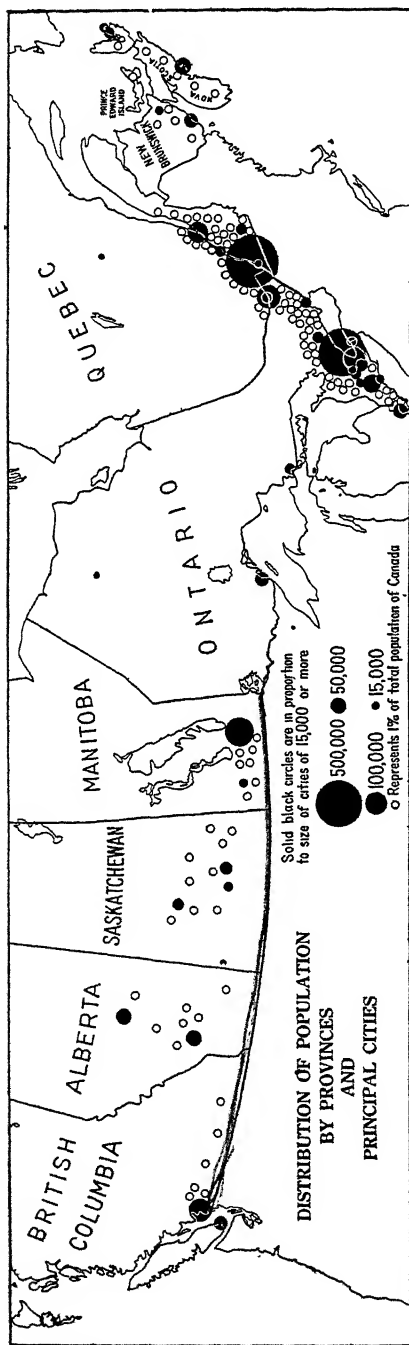 BRITISH
COLUMBIA
ALBERTA
SASKATCHEWAN
MANITOBA
ONTARIO
QUEBEC
NEW
BRUNSWICK
PRINCE
EDWARD
ISLAND
NOVA
SCOTIA
DISTRIBUTION OF POPULATION
BY PROVINCES
AND
PRINCIPAL CITIES
Solid black circles are in proportion
to size of cities of 15,000 or more
500,000 50,000
100,000 15,000
Represents 1% of total population of Canada